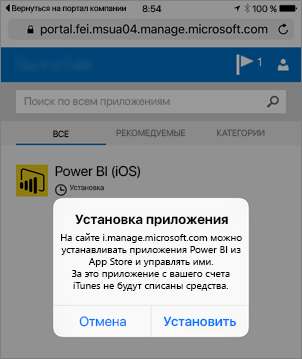 Вернуться на портал компании 8:54 100 %
portal.fei.msua04.manage.microsoft.com
1
Поиск по всем приложениям
ВСЕ РЕКОМЕДУЕМЫЕ КАТЕГОРИИ
Power BI (iOS)
Установка
Установка приложения
На сайте i.manage.microsoft.com можно
устанавливать приложения Power BI из
App Store и управлять ими.
За это приложение с вашего счета
iTunes не будут списаны средства.
Отмена Установить